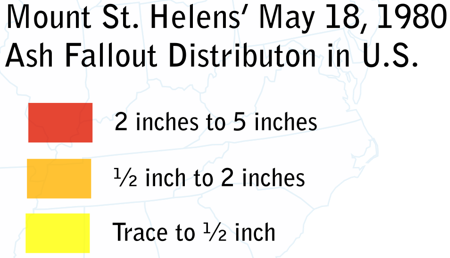 Mount St. Helens’ May 18, 1980
Ash Fallout Distributon in U.S.
2 inches to 5 inches
½ inch to 2 inches
Trace to ½ inch